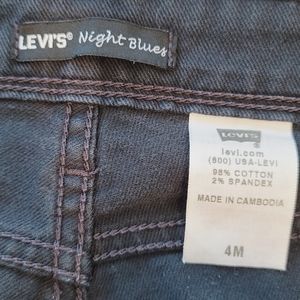 LEVI'S® Night Blues
LEVI'S
levi.com
(800) USA-LEVI
98% COTTON
2% SPANDEX
MADE IN CAMBODIA
4M